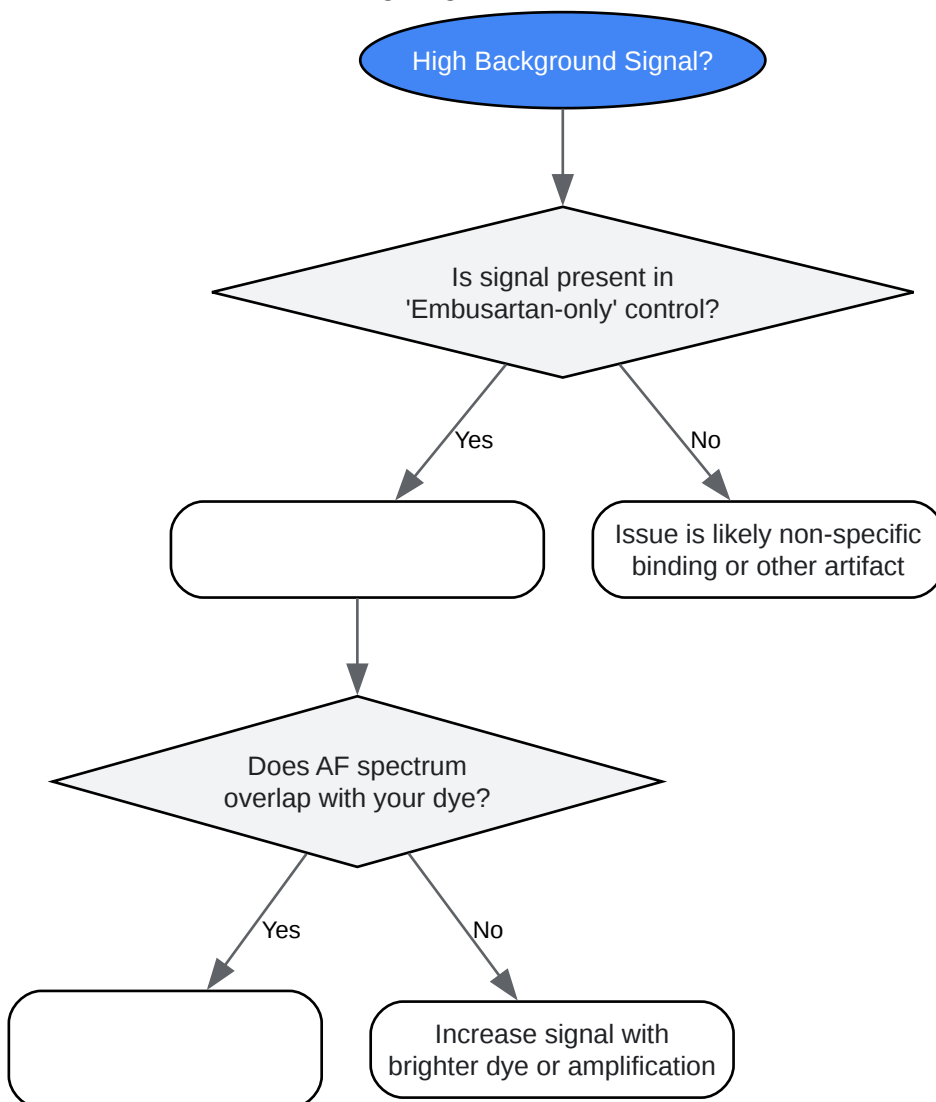 High Background Signal?
Is signal present in
'Embusartan-only' control?
Yes
No
Issue is likely non-specific
binding or other artifact
Does AF spectrum
overlap with your dye?
Yes
No
Increase signal with
brighter dye or amplification